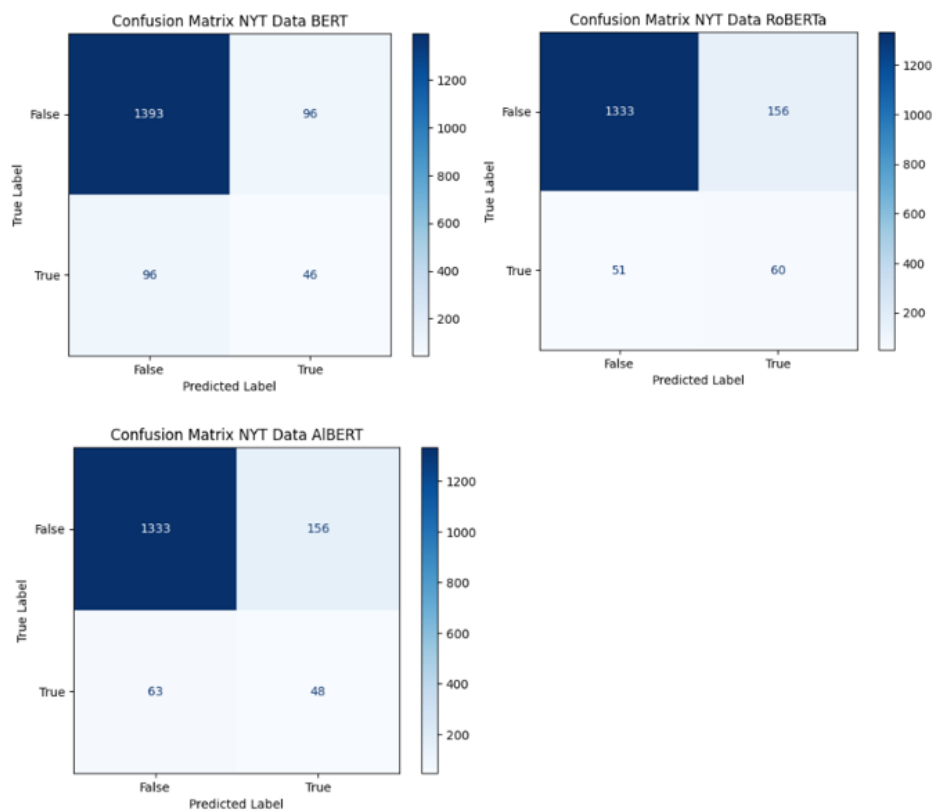 Confusion Matrix NYT Data BERT
False
1393
96
True
96
46
False
True
Predicted Label
True Label
1200
1000
800
600
400
200
Confusion Matrix NYT Data RoBERTa
False
1333
156
True
51
60
False
True
Predicted Label
True Label
1200
1000
800
600
400
200
Confusion Matrix NYT Data AlBERT
False
1333
156
True
63
48
False
True
Predicted Label
True Label
1200
1000
800
600
400
200